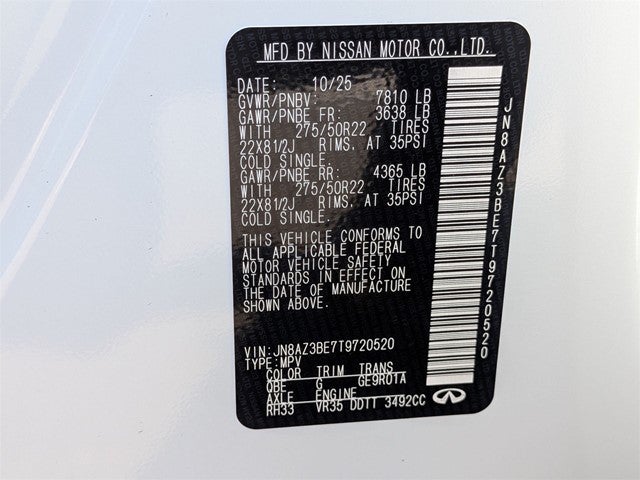 MFD BY NISSAN MOTOR CO.,LTD.
DATE: 10/25
GVWR/PNBV: 7810 LB
GAWR/PNBE FR: 3638 LB
WITH 275/50R22 TIRES
22X81/2J RIMS, AT 35PSI
COLD SINGLE.
GAWR/PNBE RR: 4365 LB
WITH 275/50R22 TIRES
22X81/2J RIMS, AT 35PSI
COLD SINGLE.
THIS VEHICLE CONFORMS TO
ALL APPLICABLE FEDERAL
MOTOR VEHICLE SAFETY
STANDARDS IN EFFECT ON
THE DATE OF MANUFACTURE
SHOWN ABOVE.
VIN:JN8AZ3BE7T9720520
TYPE:MPV
COLOR TRIM TRANS
QBE G GE9R01A
AXLE ENGINE
RH33 VR35 DDTT 3492CC
JN8AZ3BE7T9720520
INFINITI